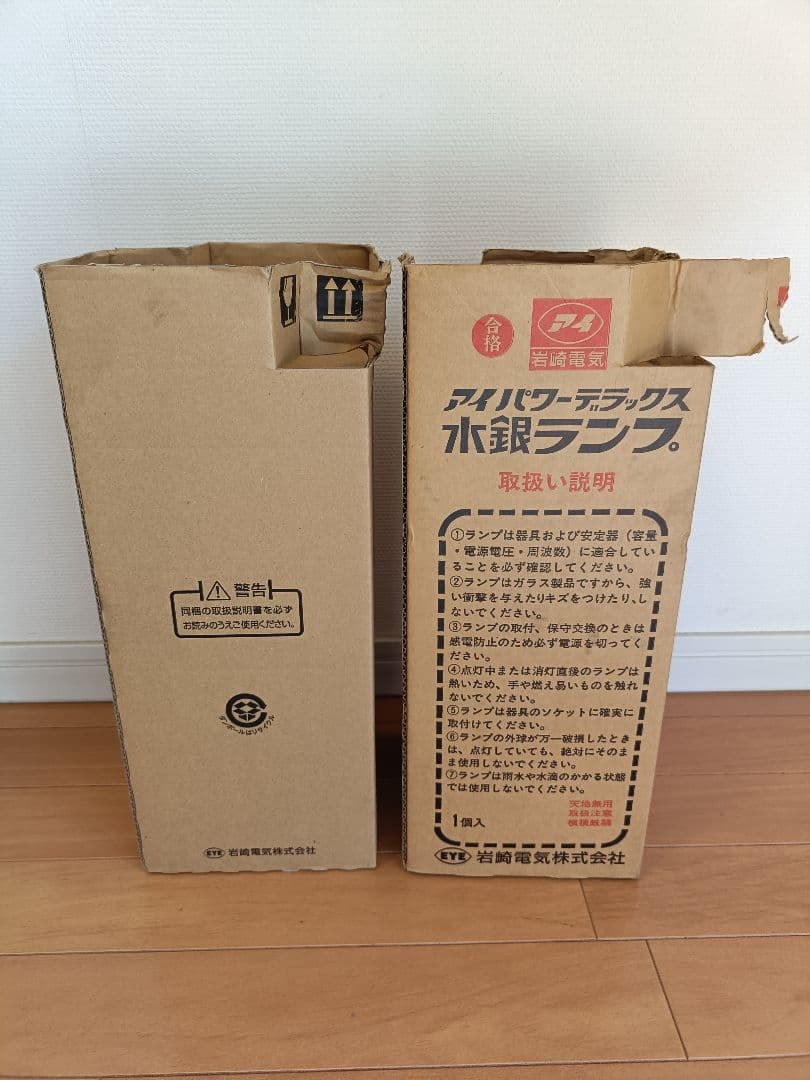 警告
同梱の取扱説明書を必ず
お読みのうえご使用ください。
ダンボールはリサイクル
EYE 岩崎電気株式会社
合格
アイ
岩崎電気
アイパワーデラックス
水銀ランプ。
取扱い説明
①ランプは器具および安定器（容量
・電源電圧・周波数）に適合してい
ることを必ず確認してください。
②ランプはガラス製品ですから、強
い衝撃を与えたりキズをつけたり、し
ないでください。
③ランプの取付、保守交換のときは
感電防止のため必ず電源を切ってく
ださい。
④点灯中または消灯直後のランプは
熱いため、手や燃え易いものを触れ
ないでください。
⑤ランプは器具のソケットに確実に
取付けてください。
⑥ランプの外球が万一破損したとき
は、点灯していても、絶対にそのま
ま使用しないでください。
⑦ランプは雨水や水滴のかかる状態
では使用しないでください。
天地無用
取扱注意
横積厳禁
1個入
EYE 岩崎電気株式会社